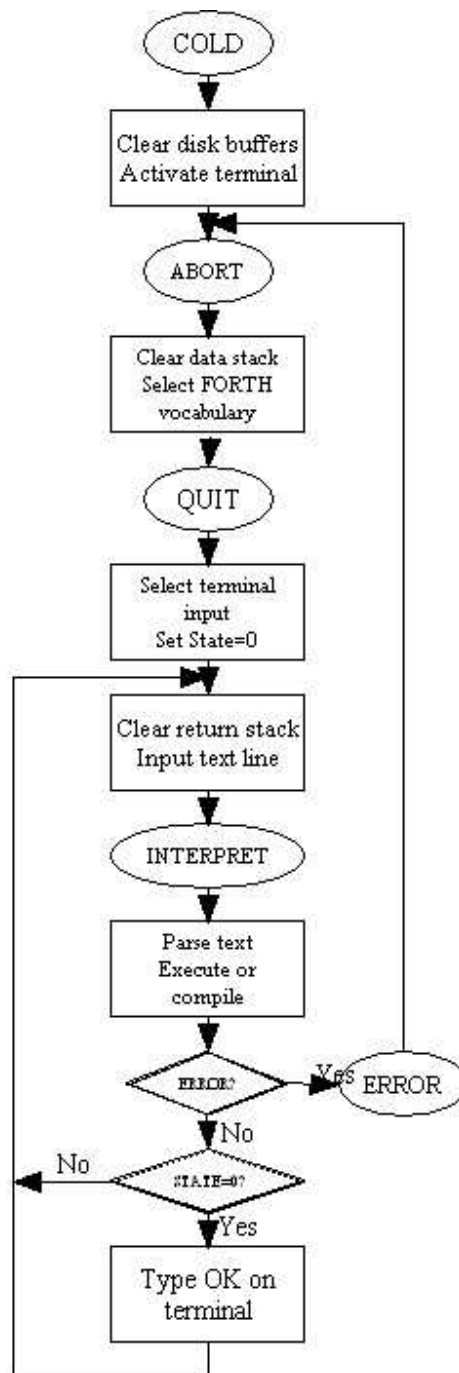 COLD
Clear disk buffers
Activate terminal
ABORT
Clear data stack
Select FORTH
vocabulary
QUIT
Select terminal
input
Set State=0
Clear return stack
Input text line
INTERPRET
Parse text
Execute or
compile
ERROR?
Yes
ERROR
No
No
STATE=0?
Yes
Type OK on
terminal